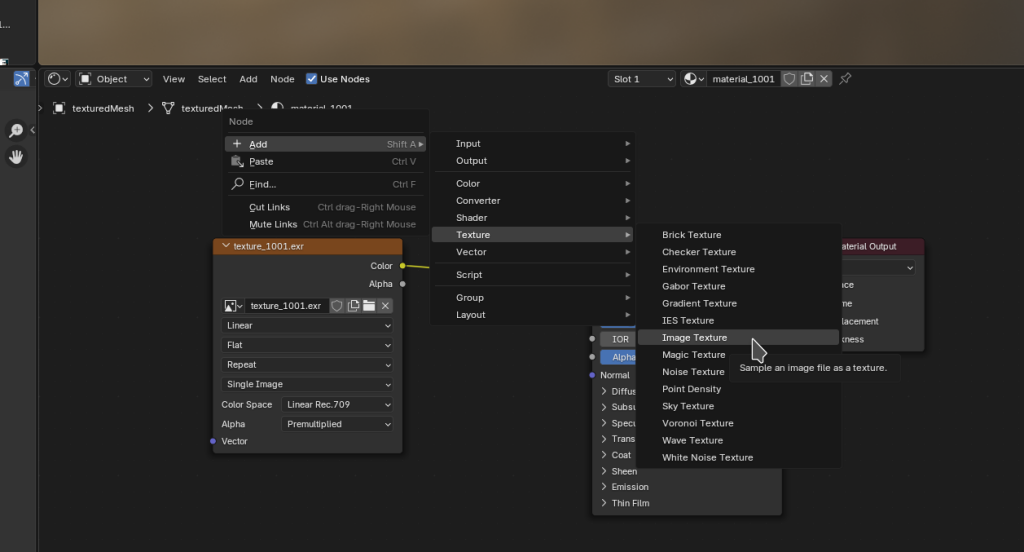 1...
Object
View
Select
Add
Node
Use Nodes
Slot 1
material_1001
texturedMesh
texturedMesh
material_1001
Node
Add Shift A
Paste Ctrl V
Find... Ctrl F
Cut Links Ctrl drag-Right Mouse
Mute Links Ctrl Alt drag-Right Mouse
Input
Output
Color
Converter
Shader
Texture
Vector
Script
Group
Layout
Brick Texture
Checker Texture
Environment Texture
Gabor Texture
Gradient Texture
IES Texture
Image Texture
Magic Texture
Noise Texture
Point Density
Sky Texture
Voronoi Texture
Wave Texture
White Noise Texture
Sample an image file as a texture.
texture_1001.exr
Color
Alpha
texture_1001.exr
Linear
Flat
Repeat
Single Image
Color Space Linear Rec.709
Alpha Premultiplied
Vector
IOR
Alpha
Normal
Diffus
Subsu
Specu
Trans
Coat
Sheen
Emission
Thin Film
aterial Output
ace
me
lacement
kness